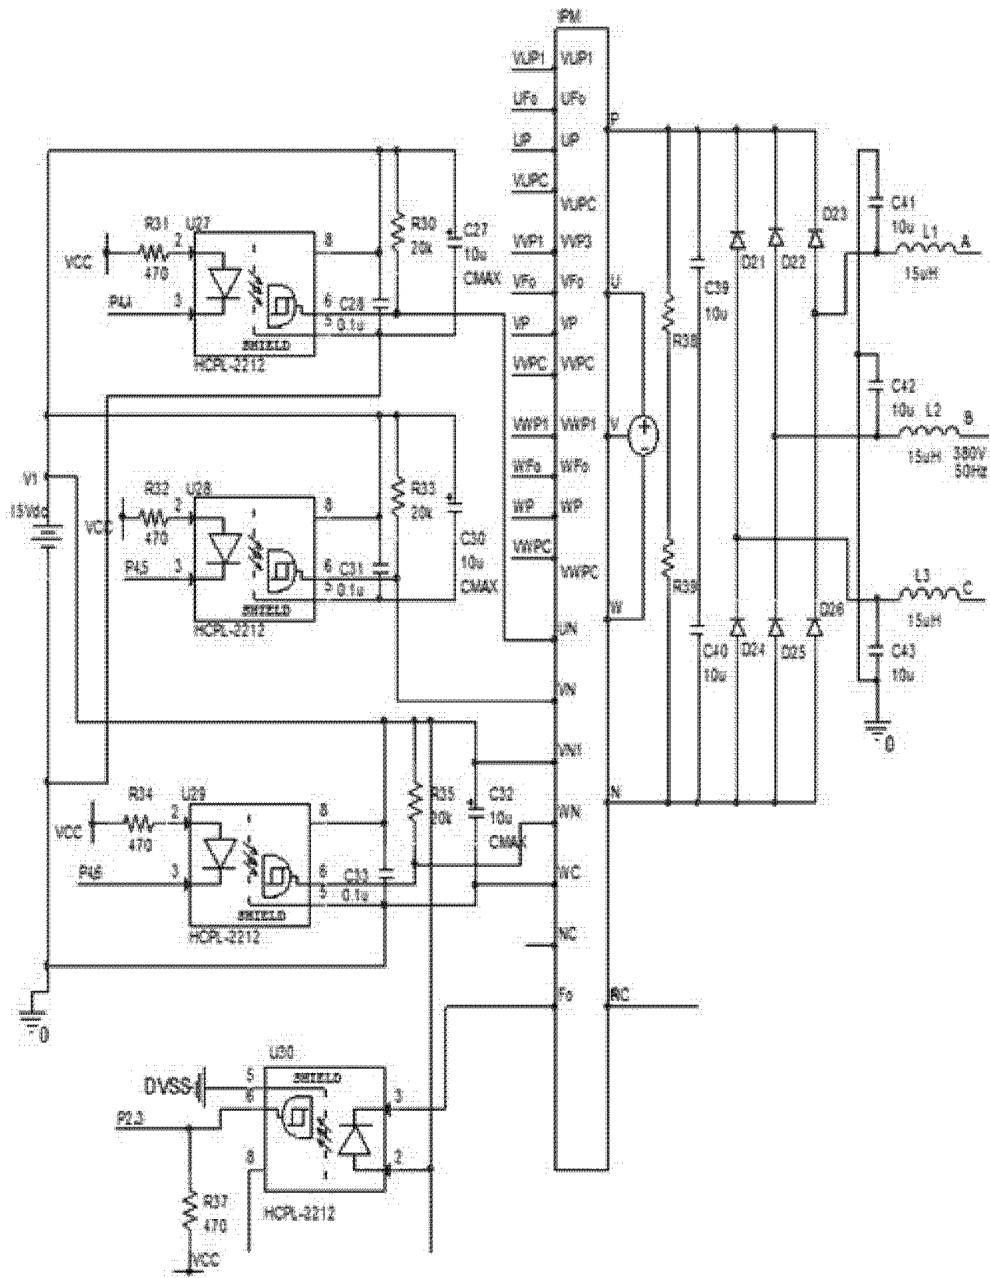 IPM
VUP1 VUP1
UFo UFo
UP UP
P
VUPC VUPC
VVP1 VVP3
VFo VFo
U
VP VP
VVPC VVPC
VWP1 VWP1
V
WFo WFo
WP WP
VWPC VWPC
W
UN
VN
VN1
N
WN
WC
NC
Fo
RC
R31
470
U27
2
3
8
6
5
VCC
P4.4
SHIELD
HCPL-2212
R30
20k
C27
10u
CMAX
C28
0.1u
V1
15Vdc
R32
470
U28
2
3
8
6
5
VCC
P4.5
SHIELD
HCPL-2212
R33
20k
C30
10u
CMAX
C31
0.1u
R34
470
U29
2
3
8
6
5
VCC
P4.6
SHIELD
HCPL-2212
R35
20k
C32
10u
CMAX
C33
0.1u
0
U30
5
6
8
3
2
SHIELD
DVSS
P2.3
HCPL-2212
R37
470
VCC
R38
R39
C39
10u
C40
10u
D21
D22
D23
D24
D25
D26
C41
10u
L1
15uH
A
C42
10u
L2
15uH
B
380V
50Hz
L3
15uH
C
C43
10u
0